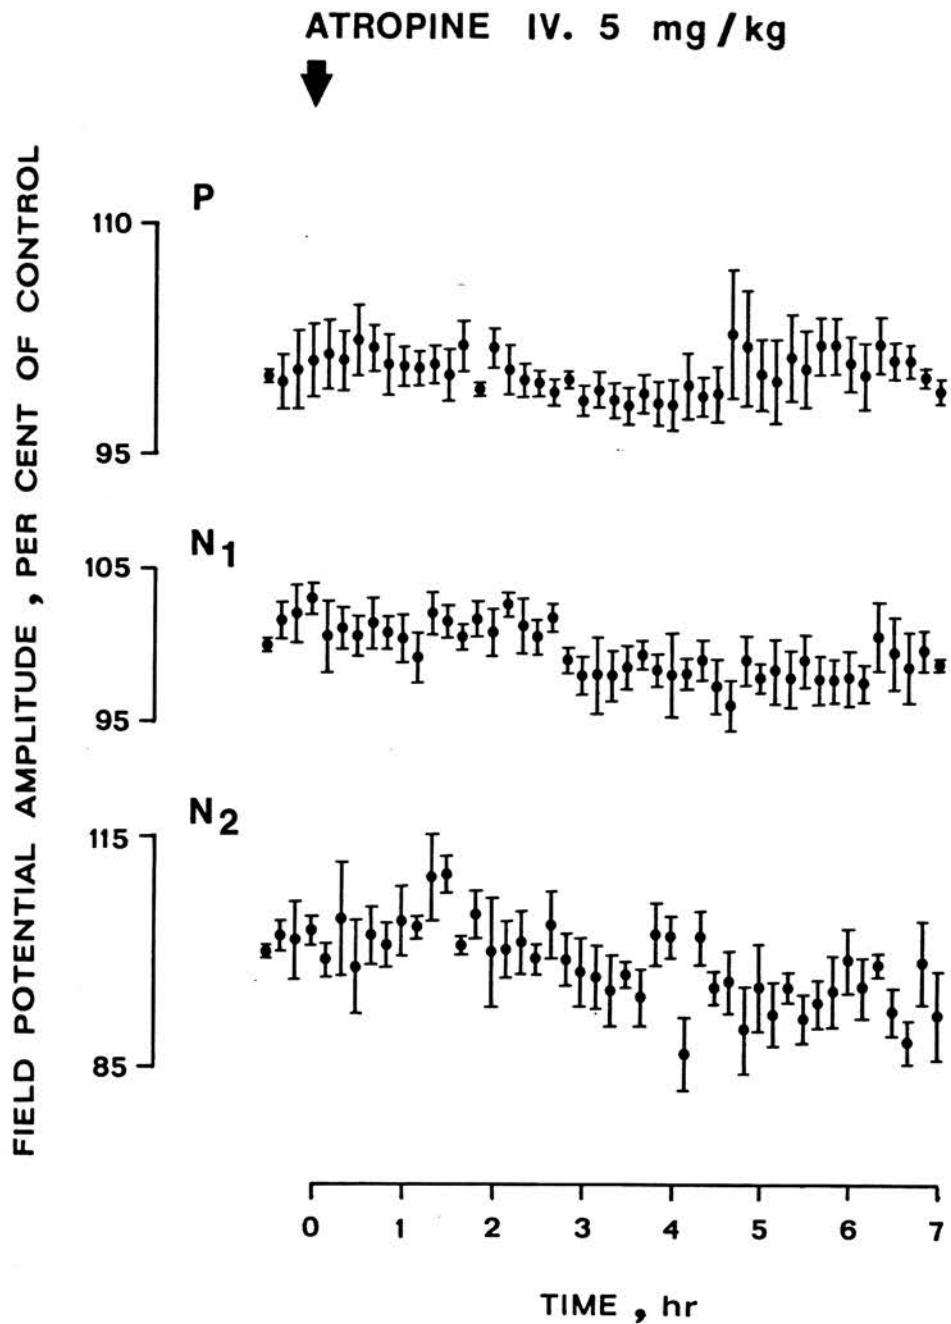 ATROPINE IV. 5 mg/kg
FIELD POTENTIAL AMPLITUDE, PER CENT OF CONTROL
P
110
95
N1
105
95
N2
115
85
0 1 2 3 4 5 6 7
TIME, hr